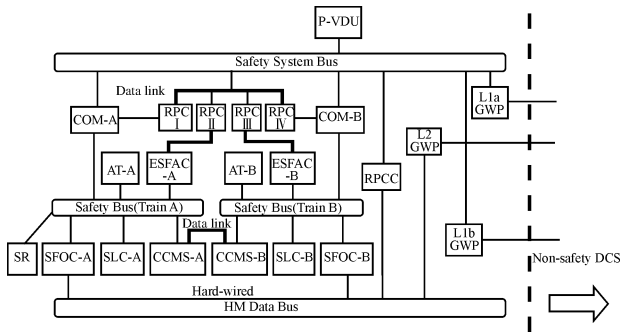 P-VDU
Safety System Bus
Data link
COM-A
RPC
I
RPC
II
RPC
III
RPC
IV
COM-B
L1a
GWP
L2
GWP
AT-A
ESFAC
-A
AT-B
ESFAC
-B
RPCC
Safety Bus(Train A)
Safety Bus(Train B)
Data link
L1b
GWP
SR
SFOC-A
SLC-A
CCMS-A
CCMS-B
SLC-B
SFOC-B
Non-safety DCS
Hard-wired
HM Data Bus